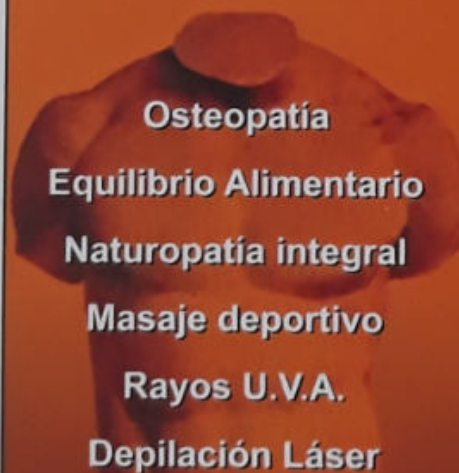 Osteopatía
Equilibrio Alimentario
Naturopatía integral
Masaje deportivo
Rayos U.V.A.
Depilación Láser